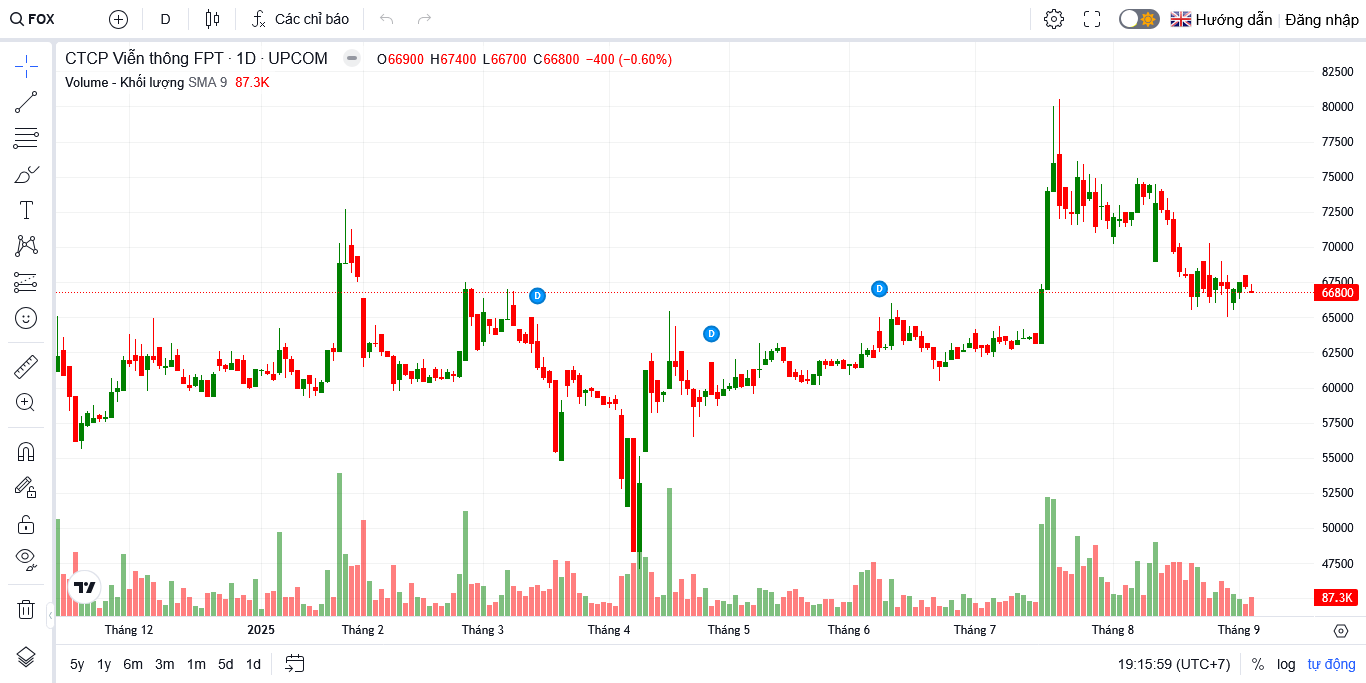 FOX D Các chỉ báo Hướng dẫn Đăng nhập
CTCP Viễn thông FPT · 1D · UPCOM O66900 H67400 L66700 C66800 −400 (−0.60%)
Volume - Khối lượng SMA 9 87.3K
82500
80000
77500
75000
72500
70000
67500
66800
65000
62500
60000
57500
55000
52500
50000
47500
87.3K
D
D
D
Tháng 12 2025 Tháng 2 Tháng 3 Tháng 4 Tháng 5 Tháng 6 Tháng 7 Tháng 8 Tháng 9
5y 1y 6m 3m 1m 5d 1d 19:15:59 (UTC+7) % log tự động